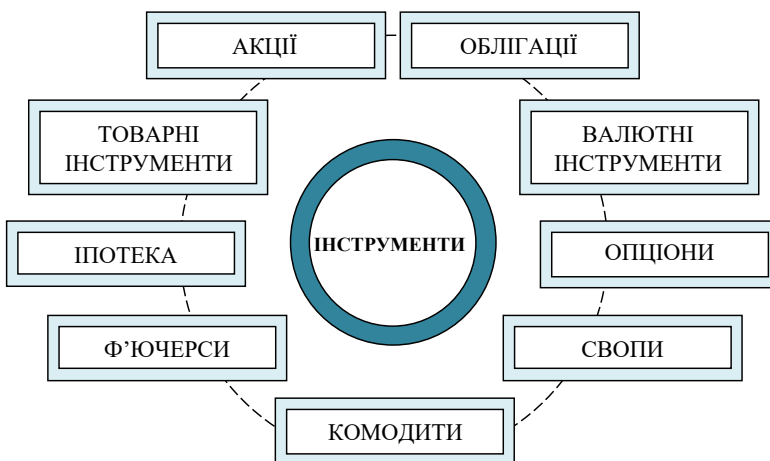 АКЦІЇ
ОБЛІГАЦІЇ
ТОВАРНІ
ІНСТРУМЕНТИ
ВАЛЮТНІ
ІНСТРУМЕНТИ
ІНСТРУМЕНТИ
ІПОТЕКА
ОПЦІОНИ
Ф’ЮЧЕРСИ
СВОПИ
КОМОДИТИ